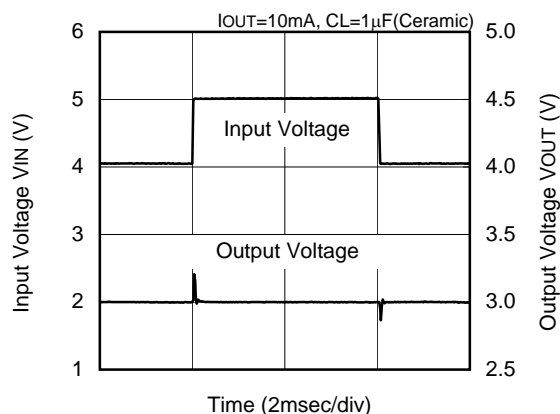 IOUT=10mA, CL=1μF(Ceramic)
6
5
4
3
2
1
Input Voltage VIN (V)
Input Voltage
Output Voltage
5.0
4.5
4.0
3.5
3.0
2.5
Output Voltage VOUT (V)
Time (2msec/div)